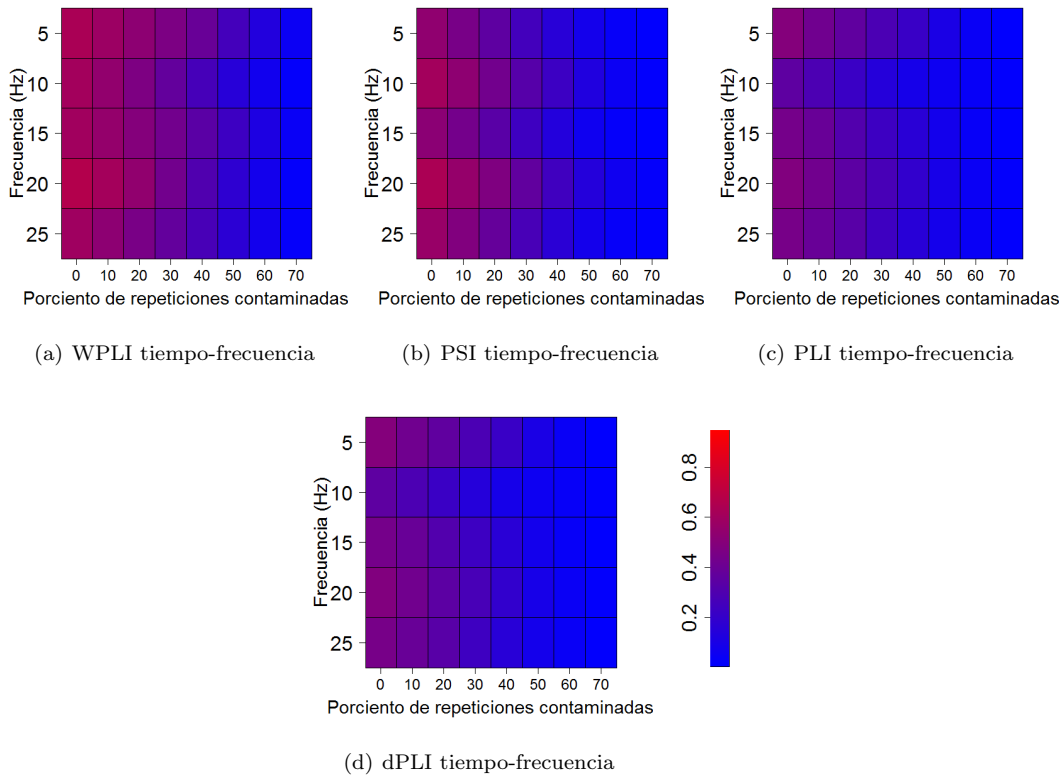 5
10
15
20
25
Frecuencia (Hz)
0 10 20 30 40 50 60 70
Porciento de repeticiones contaminadas
(a) WPLI tiempo-frecuencia
5
10
15
20
25
Frecuencia (Hz)
0 10 20 30 40 50 60 70
Porciento de repeticiones contaminadas
(b) PSI tiempo-frecuencia
5
10
15
20
25
Frecuencia (Hz)
0 10 20 30 40 50 60 70
Porciento de repeticiones contaminadas
(c) PLI tiempo-frecuencia
5
10
15
20
25
Frecuencia (Hz)
0 10 20 30 40 50 60 70
Porciento de repeticiones contaminadas
0.2 0.4 0.6 0.8
(d) dPLI tiempo-frecuencia